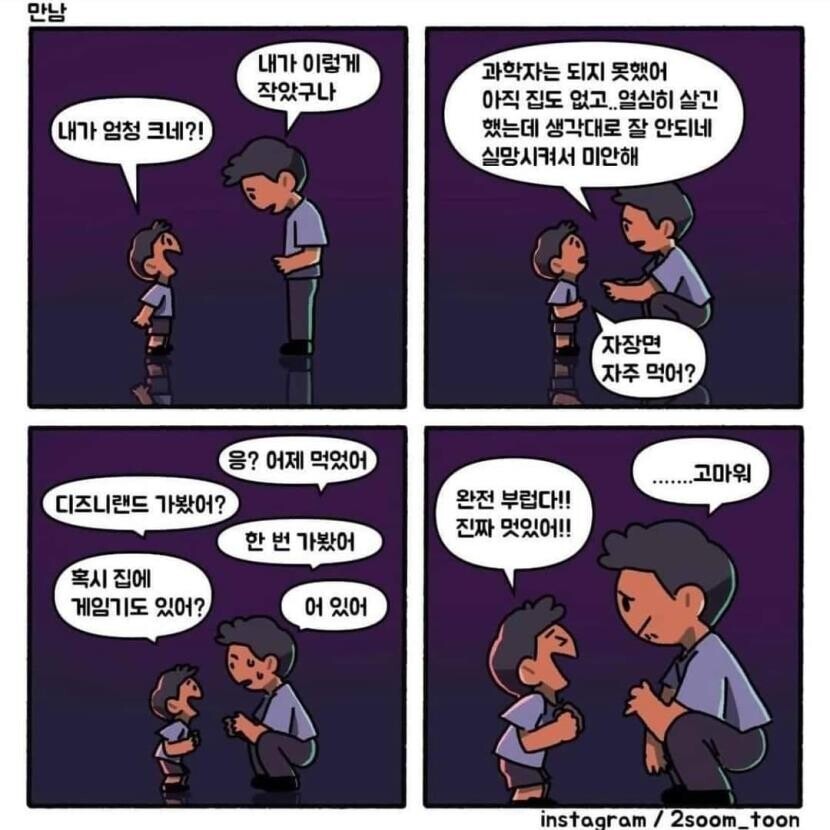 만남
내가 이렇게
작았구나
내가 엄청 크네?!
과학자는 되지 못했어
아직 집도 없고..열심히 살긴
했는데 생각대로 잘 안되네
실망시켜서 미안해
자장면
자주 먹어?
응? 어제 먹었어
디즈니랜드 가봤어?
한 번 가봤어
혹시 집에
게임기도 있어?
어 있어
완전 부럽다!!
진짜 멋있어!!
.......고마워
instagram / 2soom_toon